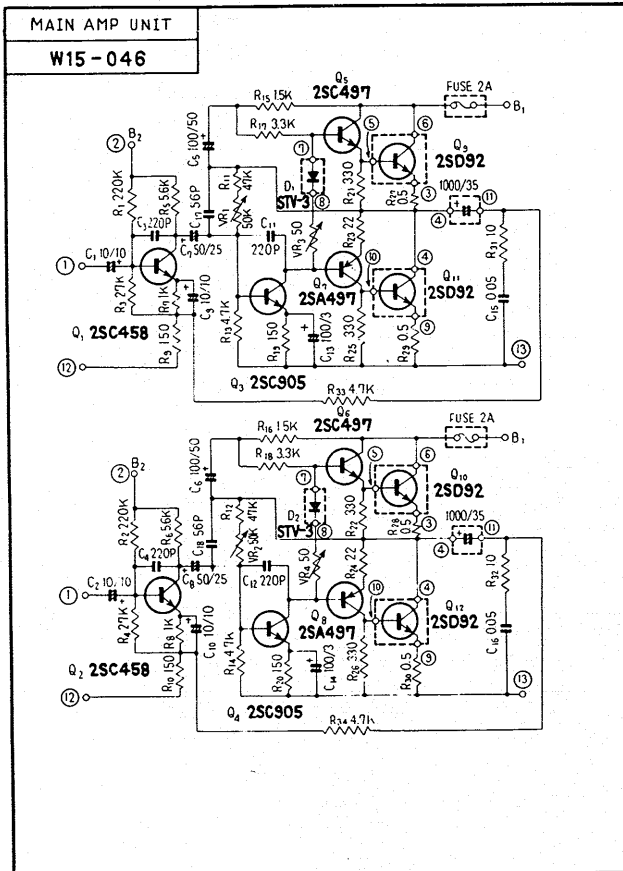 MAIN AMP UNIT
W15-046
Q5
2SC497
FUSE 2A
B1
R15 1.5K
R17 3.3K
2
B2
C5 100/50
7
5
6
Q9
2SD92
R1 220K
R5 56K
C17 56P
R11 47K
VR1 50K
D1
STV-3
8
R21 330
R27 0.5
3
1000/35
11
4
C3 220P
C7 50/25
C11 220P
VR3 50
R23 22
1
C1 10/10
R3 27K
R7 1K
C9 10/10
Q7
2SA497
10
4
Q11
2SD92
R31 10
C15 0.05
Q1 2SC458
R9 150
R13 4.7K
R19 150
C13 100/3
R25 330
R29 0.5
9
12
13
Q3 2SC905
R33 4.7K
Q6
2SC497
FUSE 2A
B1
R16 1.5K
R18 3.3K
2
B2
C6 100/50
7
5
6
Q10
2SD92
R2 220K
R6 56K
C18 56P
R12 47K
VR2 50K
D2
STV-3
8
R22 330
R28 0.5
3
1000/35
11
4
C4 220P
C8 50/25
C12 220P
VR4 50
R24 22
1
C2 10/10
R4 27K
R8 1K
C10 10/10
Q8
2SA497
10
4
Q12
2SD92
R32 10
C16 0.05
Q2 2SC458
R10 150
R14 4.7K
R20 150
C14 100/3
R26 330
R30 0.5
9
12
13
Q4 2SC905
R34 4.7K